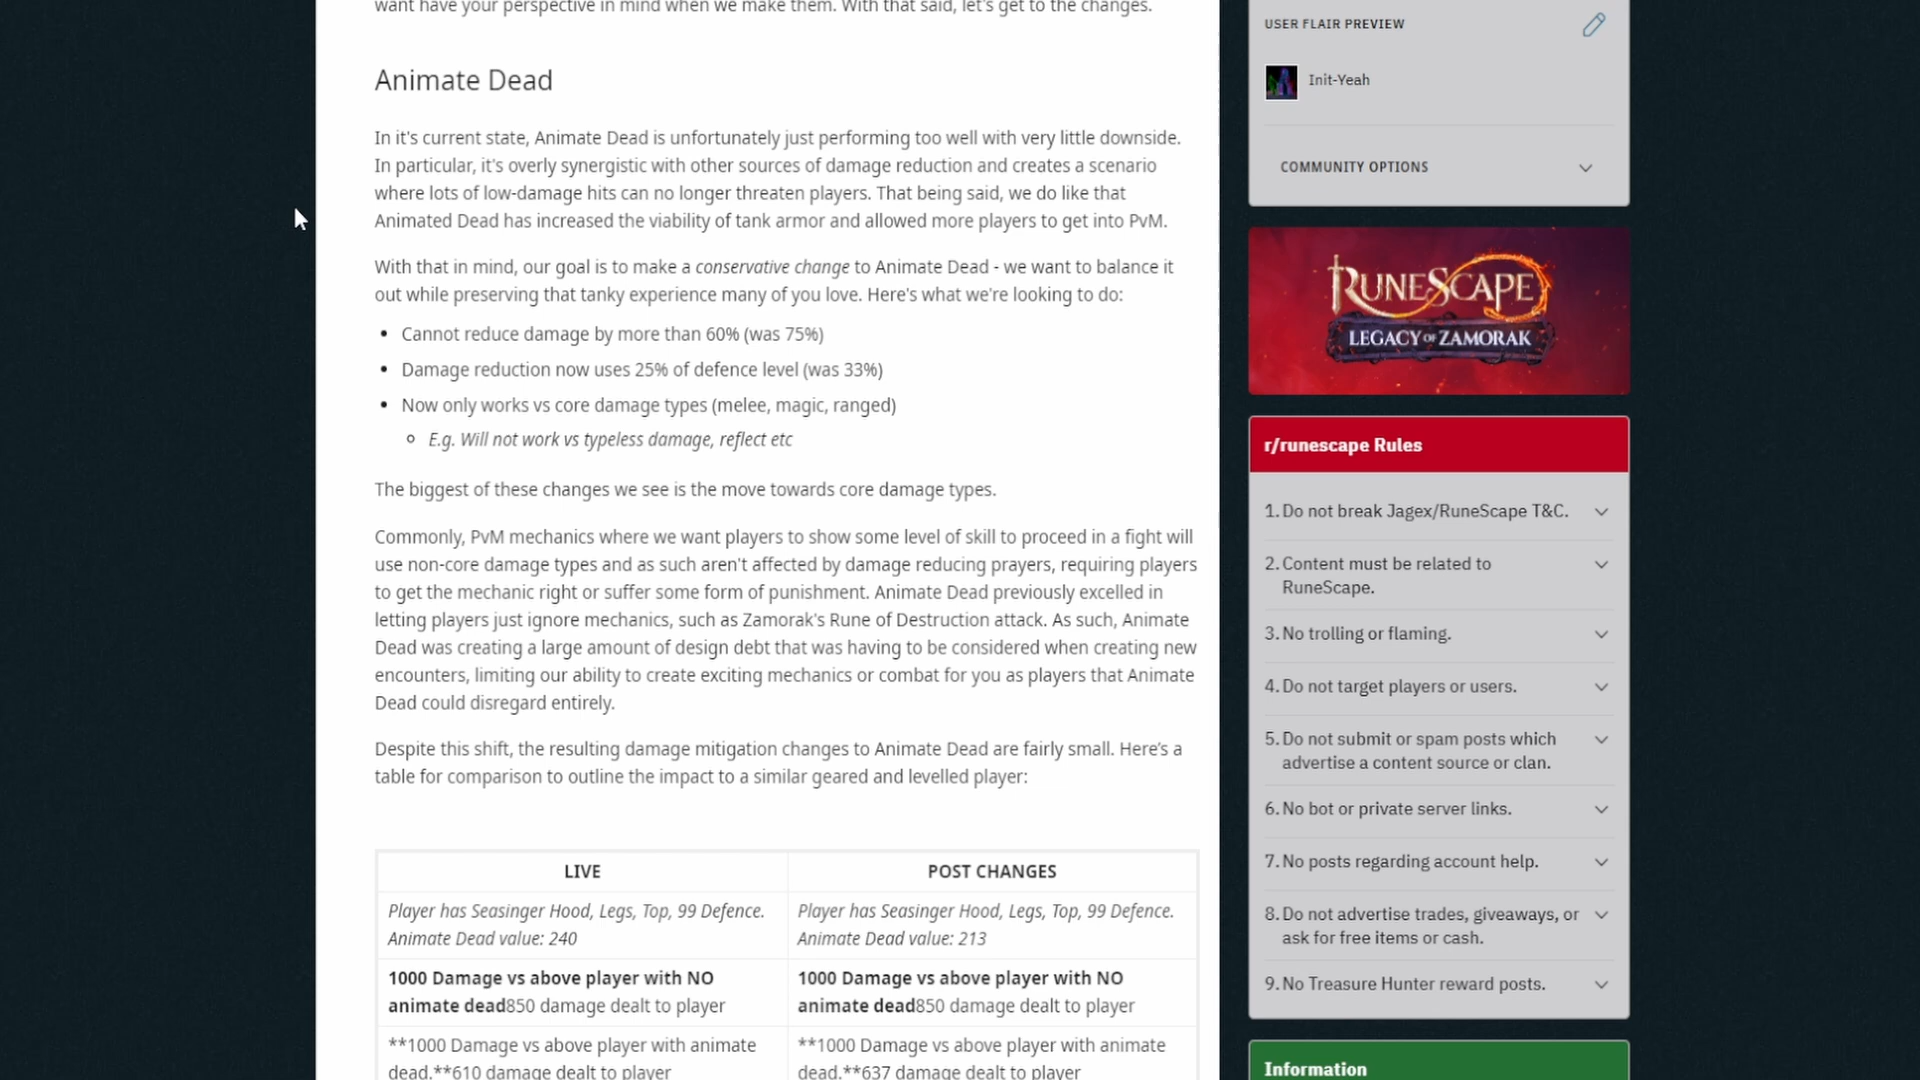 want have your perspective in mind when we make them. With that said, let's get to the changes.
Animate Dead
In it's current state, Animate Dead is unfortunately just performing too well with very little downside.
In particular, it's overly synergistic with other sources of damage reduction and creates a scenario
where lots of low-damage hits can no longer threaten players. That being said, we do like that
Animated Dead has increased the viability of tank armor and allowed more players to get into PvM.
With that in mind, our goal is to make a conservative change to Animate Dead - we want to balance it
out while preserving that tanky experience many of you love. Here's what we're looking to do:
• Cannot reduce damage by more than 60% (was 75%)
• Damage reduction now uses 25% of defence level (was 33%)
• Now only works vs core damage types (melee, magic, ranged)
◦ E.g. Will not work vs typeless damage, reflect etc
The biggest of these changes we see is the move towards core damage types.
Commonly, PvM mechanics where we want players to show some level of skill to proceed in a fight will
use non-core damage types and as such aren't affected by damage reducing prayers, requiring players
to get the mechanic right or suffer some form of punishment. Animate Dead previously excelled in
letting players just ignore mechanics, such as Zamorak's Rune of Destruction attack. As such, Animate
Dead was creating a large amount of design debt that was having to be considered when creating new
encounters, limiting our ability to create exciting mechanics or combat for you as players that Animate
Dead could disregard entirely.
Despite this shift, the resulting damage mitigation changes to Animate Dead are fairly small. Here's a
table for comparison to outline the impact to a similar geared and levelled player:
LIVE
POST CHANGES
Player has Seasinger Hood, Legs, Top, 99 Defence.
Animate Dead value: 240
Player has Seasinger Hood, Legs, Top, 99 Defence.
Animate Dead value: 213
1000 Damage vs above player with NO
animate dead850 damage dealt to player
1000 Damage vs above player with NO
animate dead850 damage dealt to player
**1000 Damage vs above player with animate
dead.**610 damage dealt to player
**1000 Damage vs above player with animate
dead.**637 damage dealt to player
USER FLAIR PREVIEW
Init-Yeah
COMMUNITY OPTIONS
RUNESCAPE
LEGACY OF ZAMORAK
r/runescape Rules
1. Do not break Jagex/RuneScape T&C.
2. Content must be related to
RuneScape.
3. No trolling or flaming.
4. Do not target players or users.
5. Do not submit or spam posts which
advertise a content source or clan.
6. No bot or private server links.
7. No posts regarding account help.
8. Do not advertise trades, giveaways, or
ask for free items or cash.
9. No Treasure Hunter reward posts.
Information